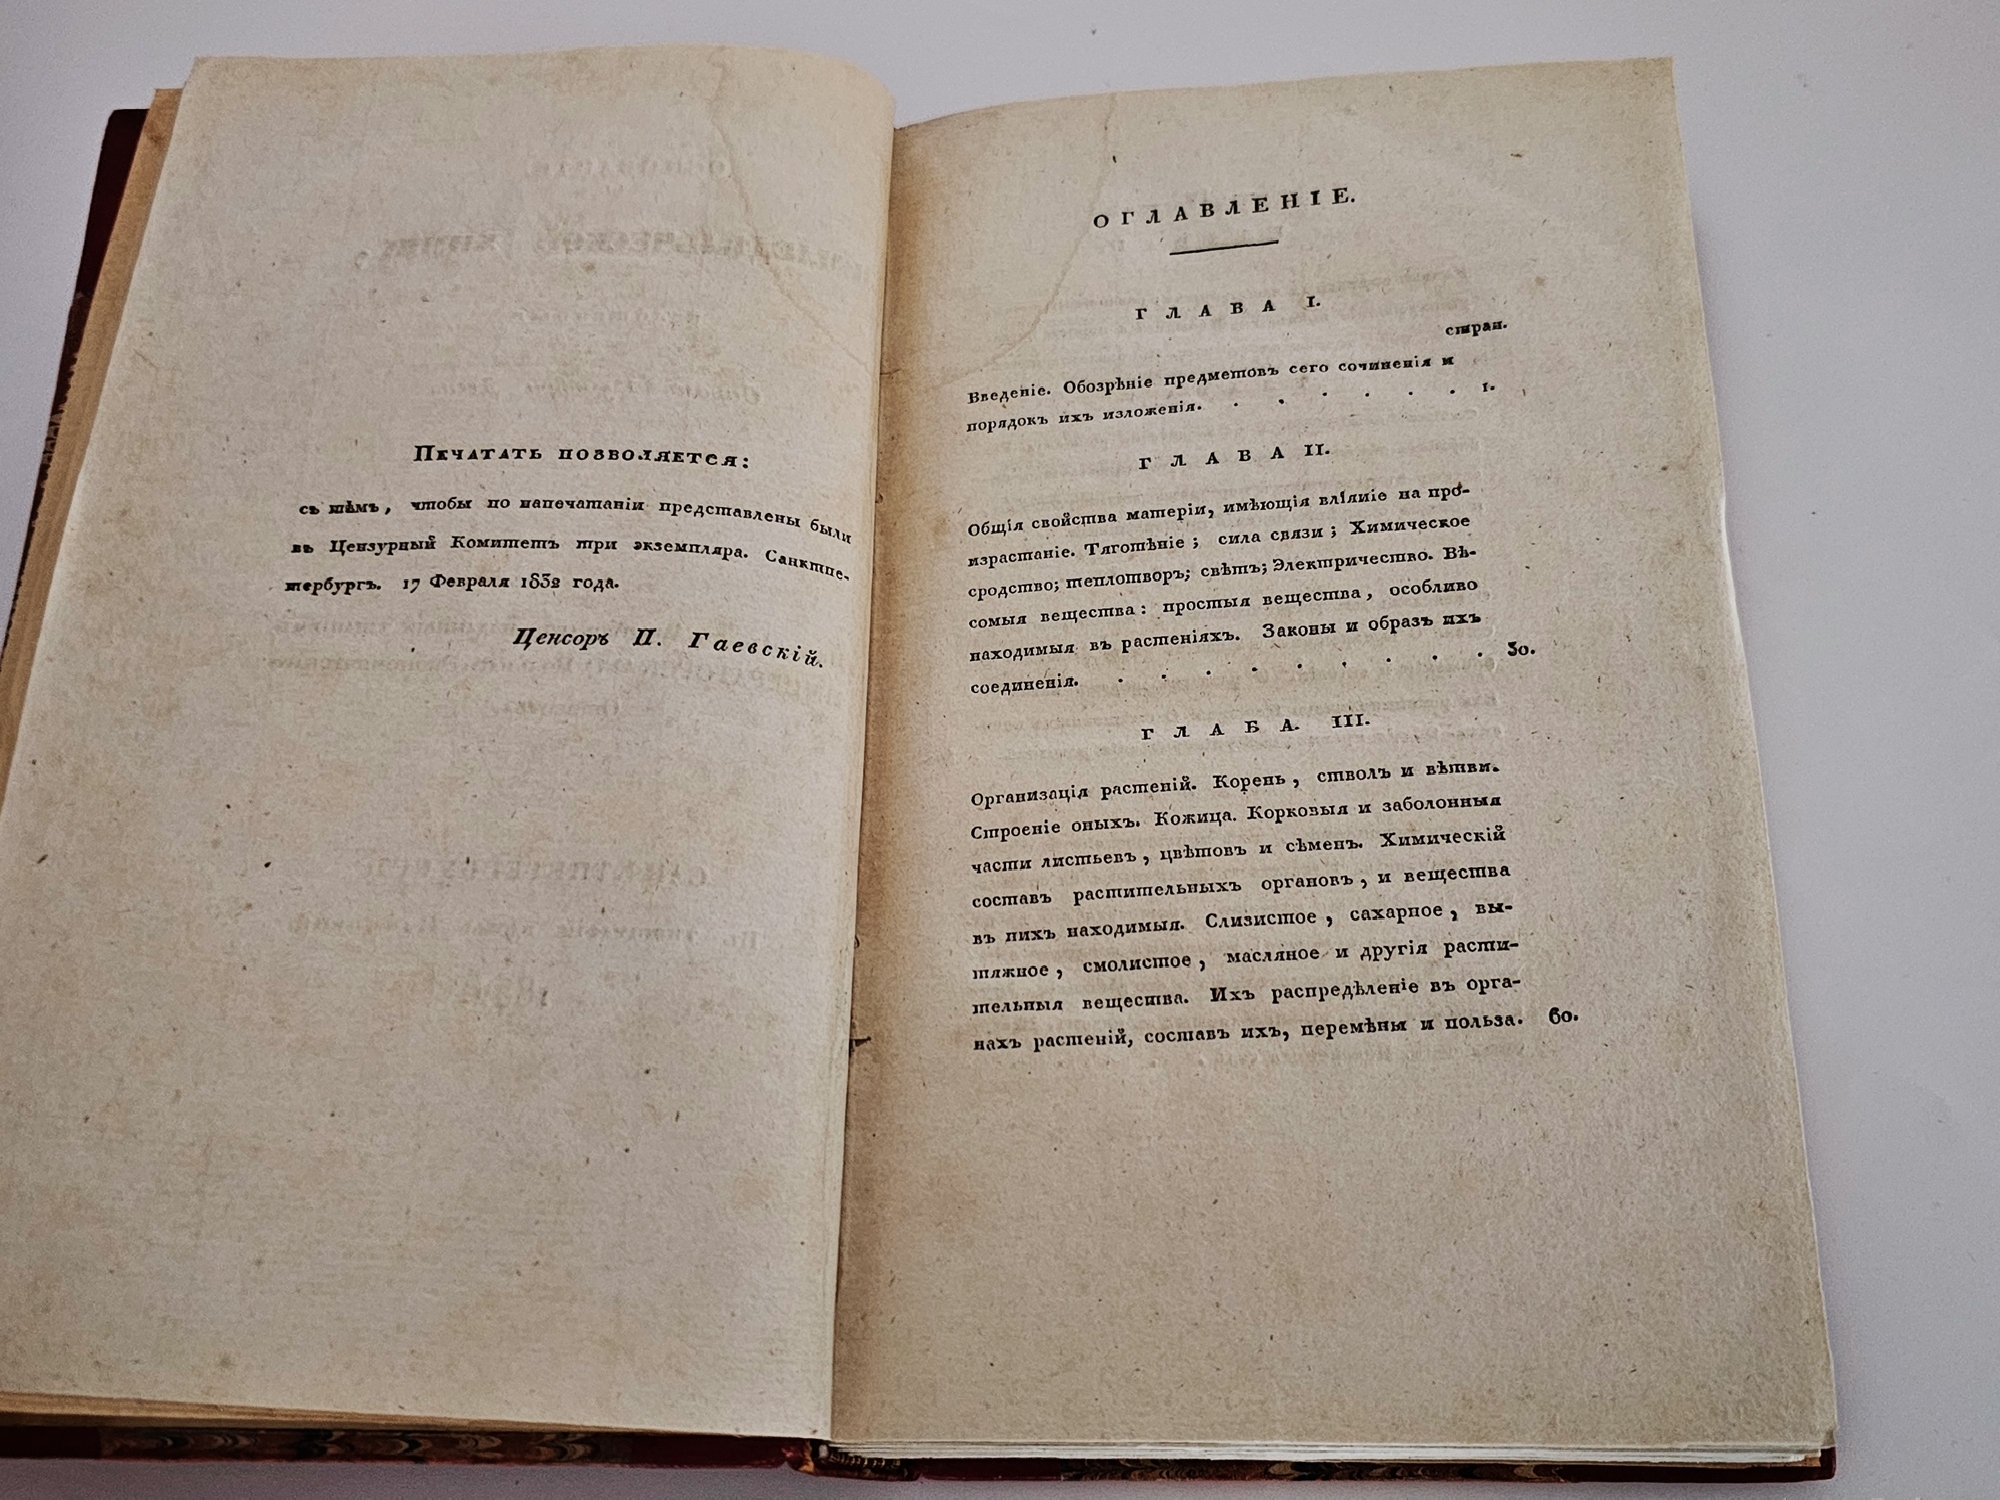 Печатать позволяется:
съ тѣмъ, чтобы по напечатаніи представлены были
въ Цензурный Комитетъ три экземпляра. Санктпе-
тербургъ. 17 Февраля 1832 года.
Ценсоръ П. Гаевскій.
ОГЛАВЛЕНІЕ.
ГЛАВА I.
стран.
Введеніе. Обозрѣніе предметовъ сего сочиненія и
порядокъ ихъ изложенія. . . . . . . 1.
ГЛАВА II.
Общія свойства матеріи, имѣющія вліяніе на про-
израстаніе. Тяготѣніе; сила связи; Химическое
сродство; теплотворъ; свѣтъ; Электричество. Вѣ-
сомыя вещества: простыя вещества, особливо
находимыя въ растеніяхъ. Законы и образъ ихъ
соединенія. . . . . . . . . . 30.
ГЛАВА. III.
Организація растеній. Корень, стволъ и вѣтви.
Строеніе оныхъ. Кожица. Корковыя и заболонныя
части листьевъ, цвѣтовъ и сѣменъ. Химическій
составъ растительныхъ органовъ, и вещества
въ нихъ находимыя. Слизистое, сахарное, вы-
тяжное, смолистое, масляное и другія расти-
тельныя вещества. Ихъ распредѣленіе въ орга-
нахъ растеній, составъ ихъ, перемѣны и польза. 60.